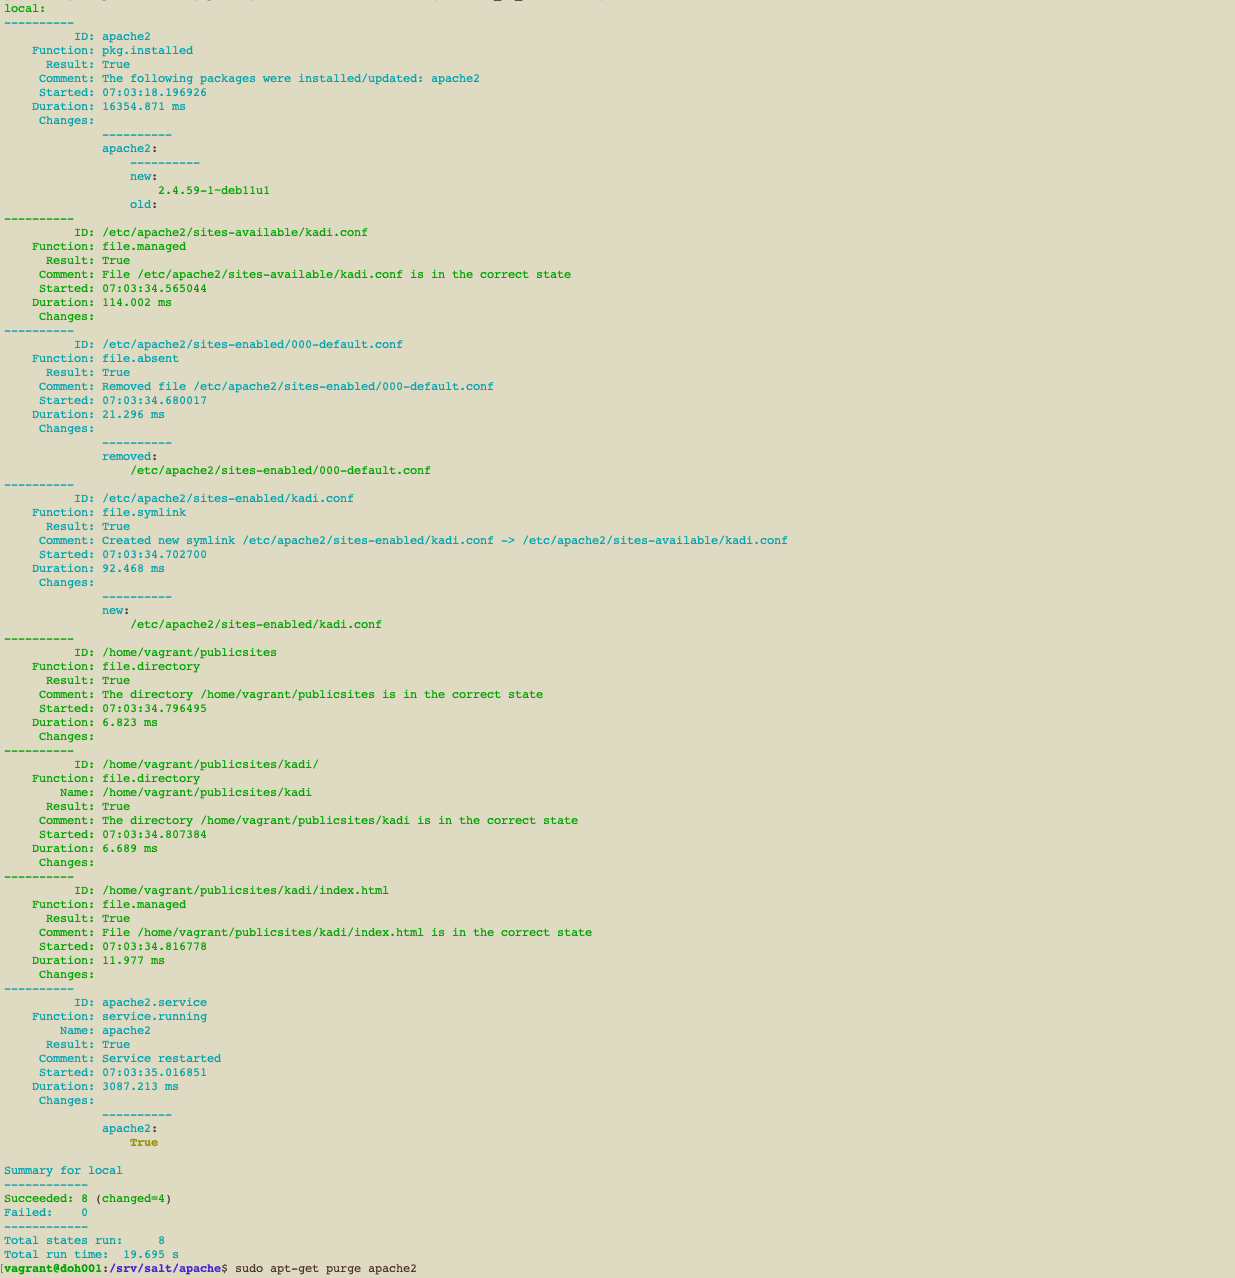 local:
----------
          ID: apache2
    Function: pkg.installed
      Result: True
     Comment: The following packages were installed/updated: apache2
     Started: 07:03:18.196926
    Duration: 16354.871 ms
     Changes:
              ----------
              apache2:
                  ----------
                  new:
                      2.4.59-1~deb11u1
                  old:
----------
          ID: /etc/apache2/sites-available/kadi.conf
    Function: file.managed
      Result: True
     Comment: File /etc/apache2/sites-available/kadi.conf is in the correct state
     Started: 07:03:34.565044
    Duration: 114.002 ms
     Changes:
----------
          ID: /etc/apache2/sites-enabled/000-default.conf
    Function: file.absent
      Result: True
     Comment: Removed file /etc/apache2/sites-enabled/000-default.conf
     Started: 07:03:34.680017
    Duration: 21.296 ms
     Changes:
              ----------
              removed:
                  /etc/apache2/sites-enabled/000-default.conf
----------
          ID: /etc/apache2/sites-enabled/kadi.conf
    Function: file.symlink
      Result: True
     Comment: Created new symlink /etc/apache2/sites-enabled/kadi.conf -> /etc/apache2/sites-available/kadi.conf
     Started: 07:03:34.702700
    Duration: 92.468 ms
     Changes:
              ----------
              new:
                  /etc/apache2/sites-enabled/kadi.conf
----------
          ID: /home/vagrant/publicsites
    Function: file.directory
      Result: True
     Comment: The directory /home/vagrant/publicsites is in the correct state
     Started: 07:03:34.796495
    Duration: 6.823 ms
     Changes:
----------
          ID: /home/vagrant/publicsites/kadi/
    Function: file.directory
        Name: /home/vagrant/publicsites/kadi
      Result: True
     Comment: The directory /home/vagrant/publicsites/kadi is in the correct state
     Started: 07:03:34.807384
    Duration: 6.689 ms
     Changes:
----------
          ID: /home/vagrant/publicsites/kadi/index.html
    Function: file.managed
      Result: True
     Comment: File /home/vagrant/publicsites/kadi/index.html is in the correct state
     Started: 07:03:34.816778
    Duration: 11.977 ms
     Changes:
----------
          ID: apache2.service
    Function: service.running
        Name: apache2
      Result: True
     Comment: Service restarted
     Started: 07:03:35.016851
    Duration: 3087.213 ms
     Changes:
              ----------
              apache2:
                  True

Summary for local
------------
Succeeded: 8 (changed=4)
Failed:    0
------------
Total states run:     8
Total run time:  19.695 s
[vagrant@doh001:/srv/salt/apache$ sudo apt-get purge apache2